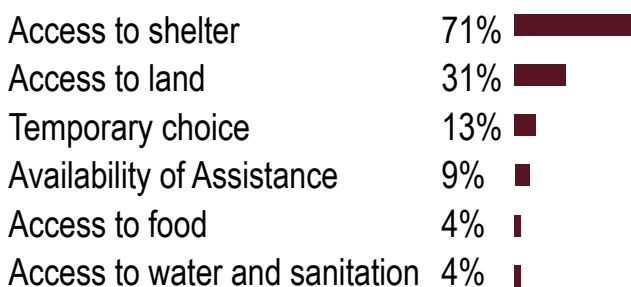 Access to shelter 71%
Access to land 31%
Temporary choice 13%
Availability of Assistance 9%
Access to food 4%
Access to water and sanitation 4%